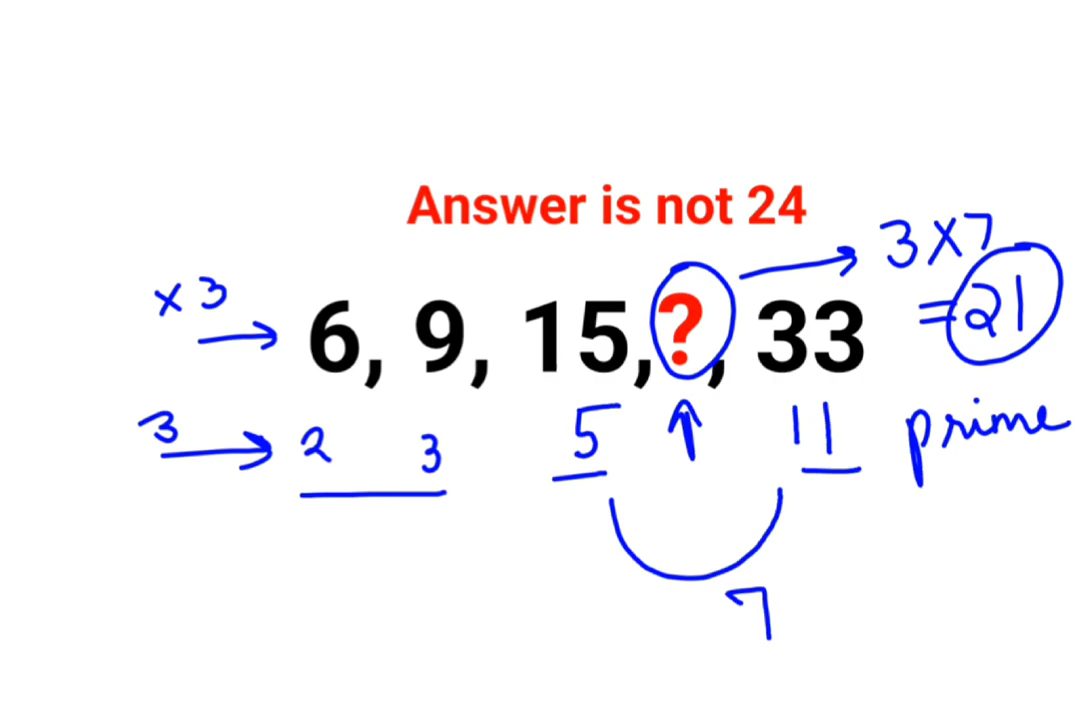 Answer is not 24
3x7
x3
6, 9, 15, ?, 33
=21
3
2 3 5 11 prime
7